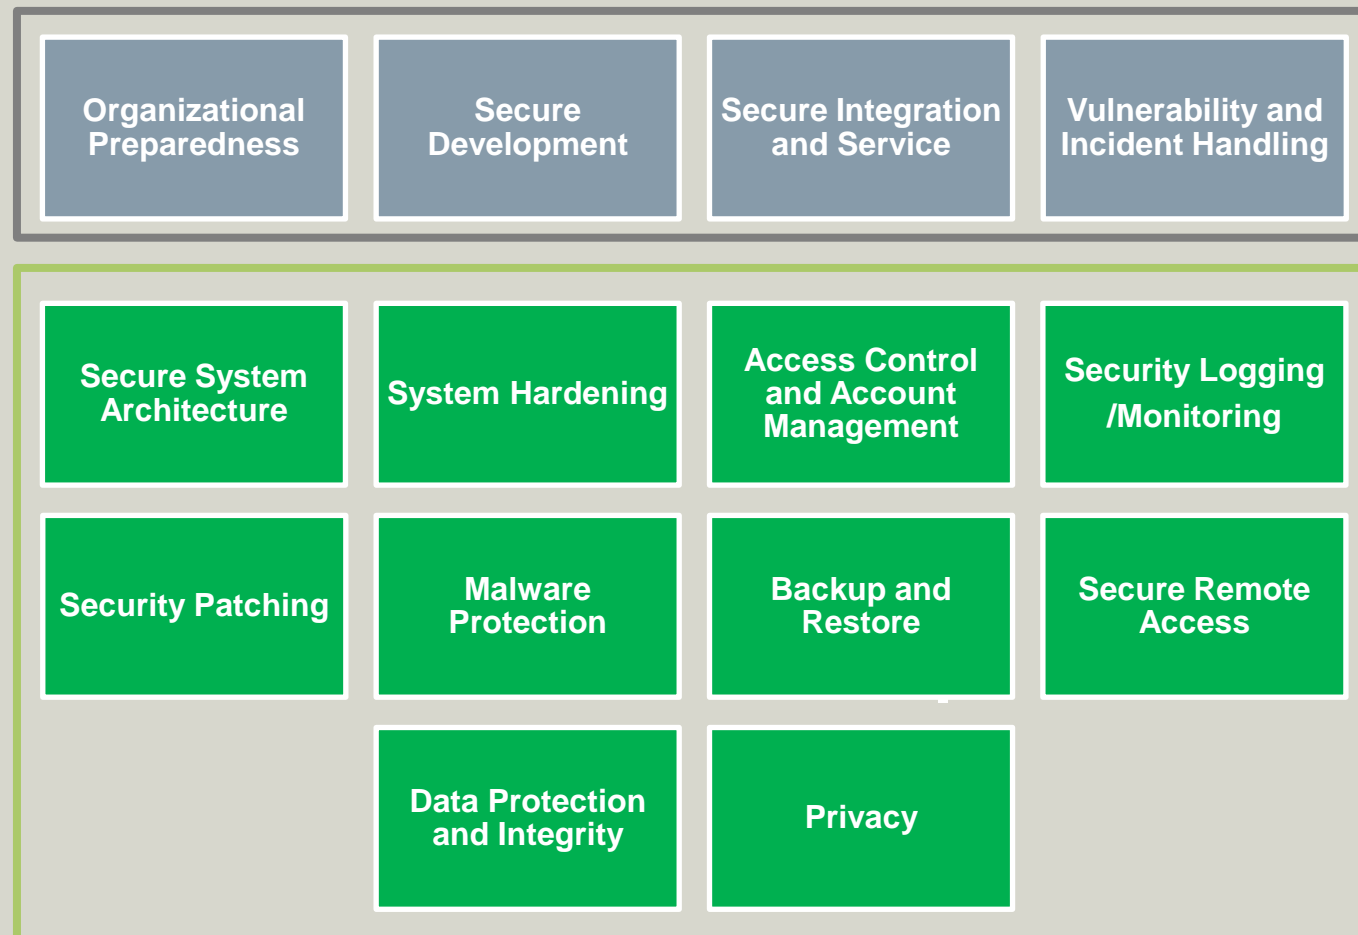 Organizational
Preparedness
Secure
Development
Secure Integration
and Service
Vulnerability and
Incident Handling
Secure System
Architecture
System Hardening
Access Control
and Account
Management
Security Logging
/Monitoring
Security Patching
Malware
Protection
Backup and
Restore
Secure Remote
Access
Data Protection
and Integrity
Privacy